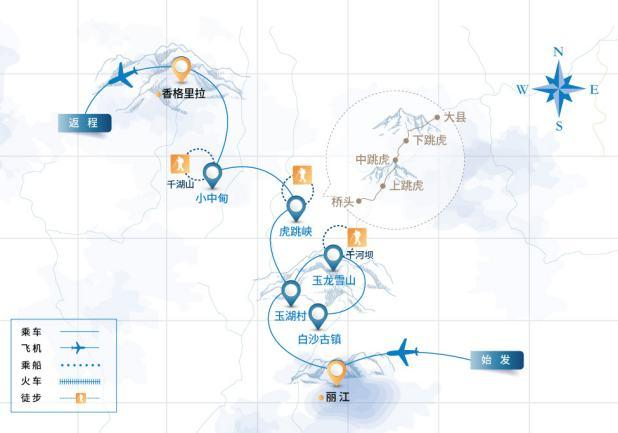 N
W
E
S
香格里拉
返 程
大县
下跳虎
中跳虎
上跳虎
桥头
千湖山
小中甸
虎跳峡
千河坝
玉龙雪山
玉湖村
白沙古镇
始 发
丽江
乘车
飞机
乘船
火车
徒步